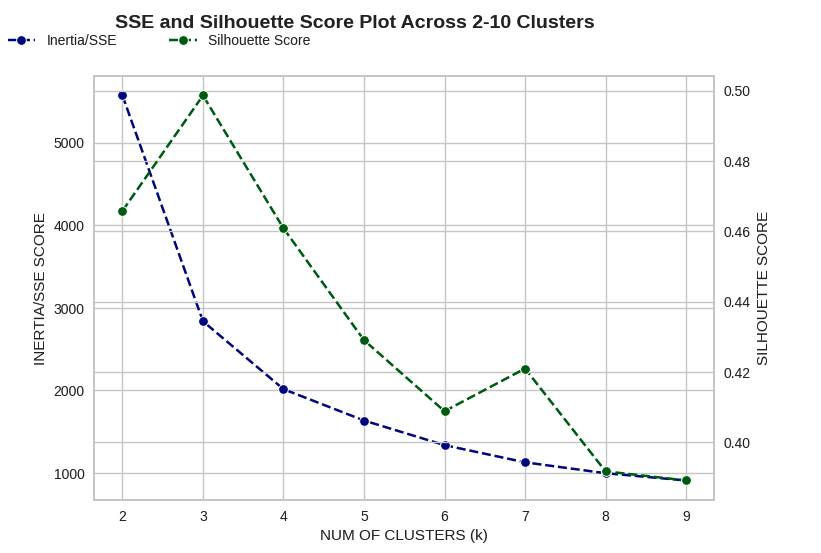 SSE and Silhouette Score Plot Across 2-10 Clusters
Inertia/SSE
Silhouette Score
INERTIA/SSE SCORE
5000
4000
3000
2000
1000
0.50
0.48
0.46
0.44
0.42
0.40
SILHOUETTE SCORE
2 3 4 5 6 7 8 9
NUM OF CLUSTERS (k)